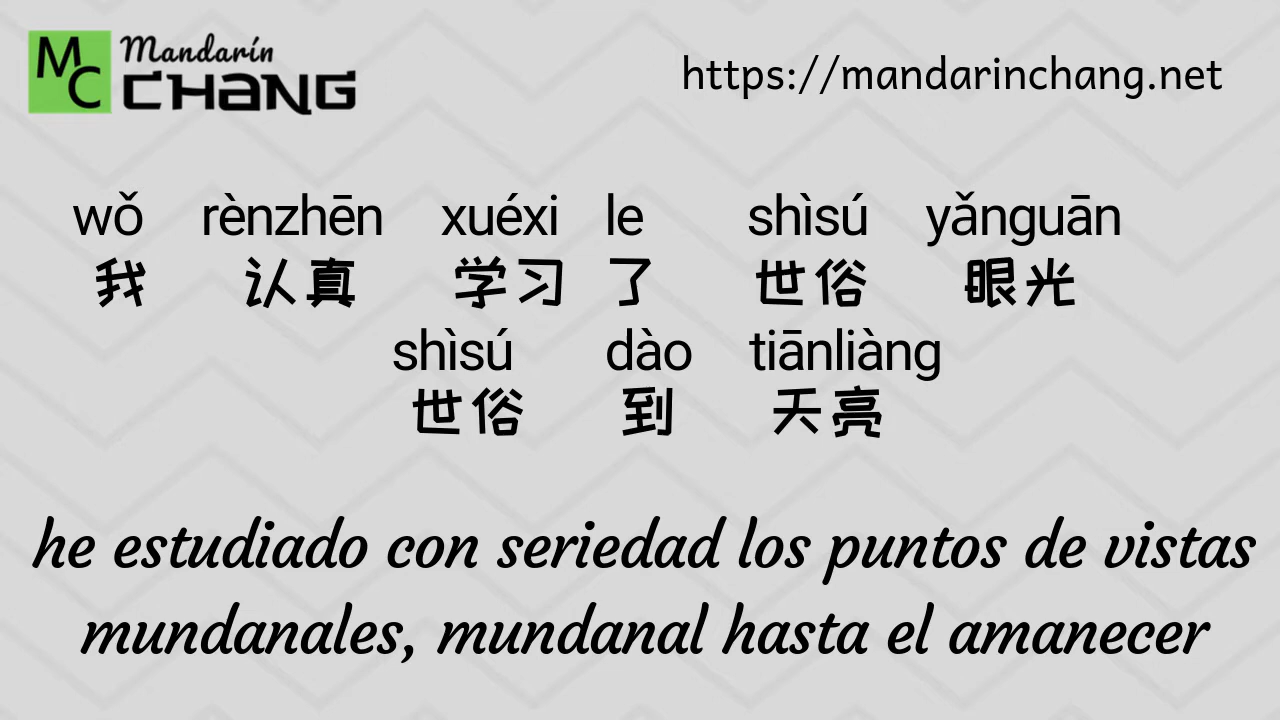 MC Mandarín CHANG
https://mandarinchang.net
wǒ rènzhēn xuéxi le shìsú yǎnguān
我 认真 学习 了 世俗 眼光
shìsú dào tiānliàng
世俗 到 天亮
he estudiado con seriedad los puntos de vistas
mundanales, mundanal hasta el amanecer